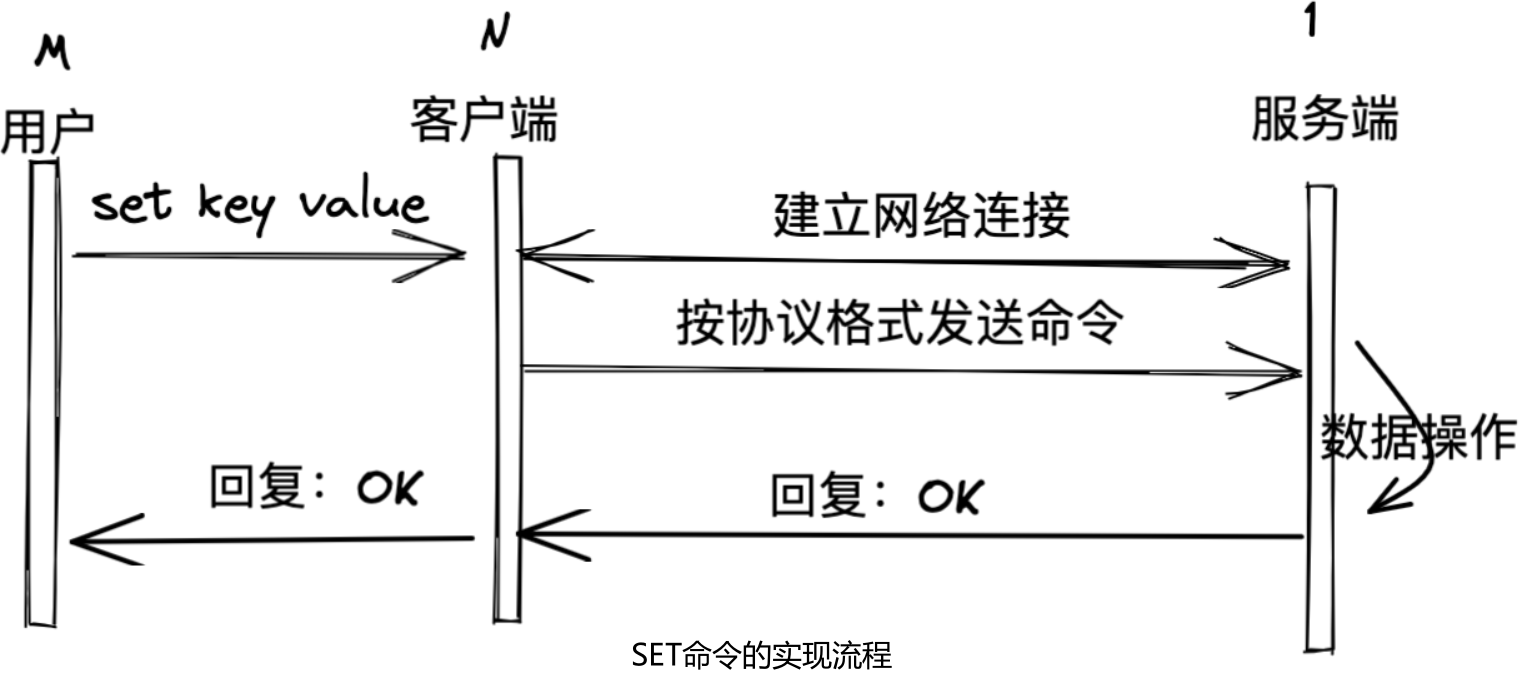 M
N
1
用户
客户端
服务端
set key value
建立网络连接
按协议格式发送命令
数据操作
回复：OK
回复：OK
SET命令的实现流程